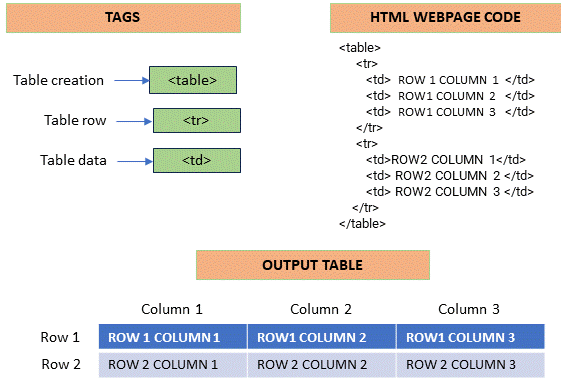 TAGS
Table creation <table>
Table row <tr>
Table data <td>
HTML WEBPAGE CODE
<table>
<tr>
<td> ROW 1 COLUMN 1 </td>
<td> ROW1 COLUMN 2 </td>
<td> ROW1 COLUMN 3 </td>
</tr>
<tr>
<td>ROW2 COLUMN 1</td>
<td> ROW2 COLUMN 2 </td>
<td> ROW2 COLUMN 3 </td>
</tr>
</table>
OUTPUT TABLE
Column 1 Column 2 Column 3
Row 1 ROW 1 COLUMN 1 ROW1 COLUMN 2 ROW1 COLUMN 3
Row 2 ROW 2 COLUMN 1 ROW 2 COLUMN 2 ROW 2 COLUMN 3